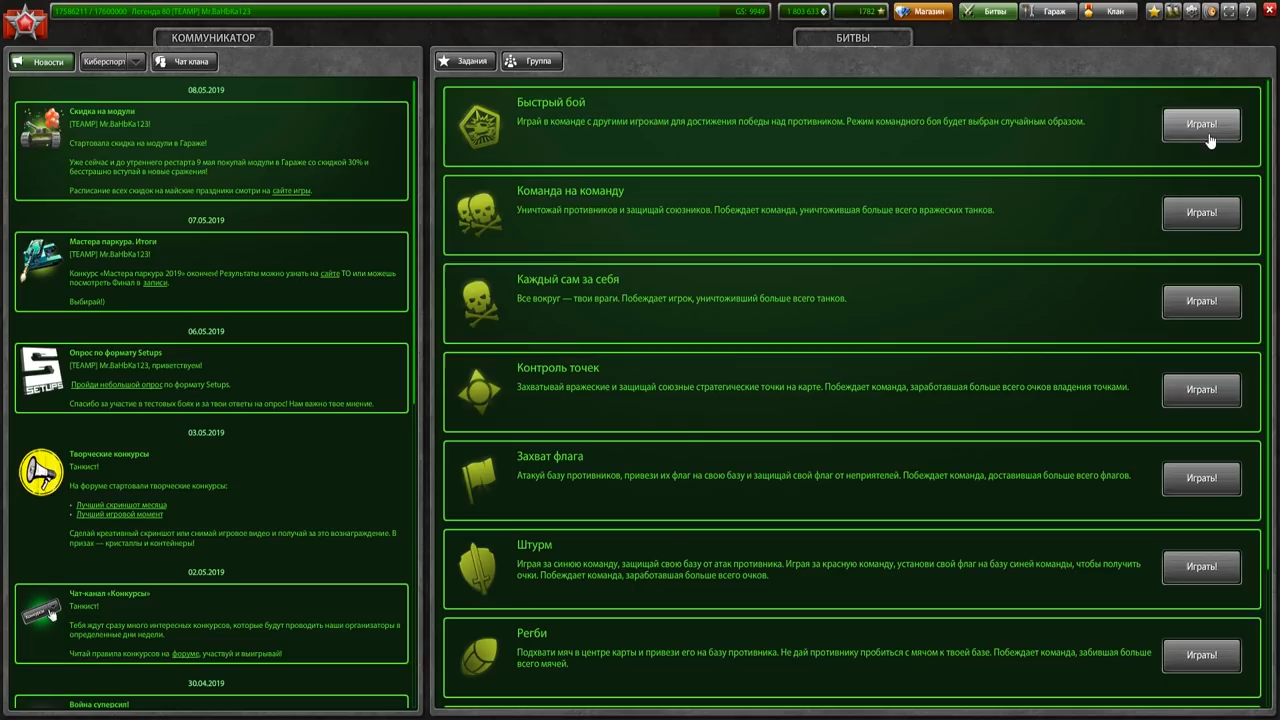 17586211 / 17600000 Легенда 80 [TEAMP] Mr.BaHbKa123
GS: 9949
1 803 633
1782
Магазин
Битвы
Гараж
Клан
?
КОММУНИКАТОР
БИТВЫ
Новости
Киберспорт
Чат клана
Задания
Группа
08.05.2019
Скидка на модули
[TEAMP] Mr.BaHbKa123!
Стартовала скидка на модули в Гараже!
Уже сейчас и до утреннего рестарта 9 мая покупай модули в Гараже со скидкой 30% и
бесстрашно вступай в новые сражения!
Расписание всех скидок на майские праздники смотри на сайте игры.
07.05.2019
Мастера паркура. Итоги
[TEAMP] Mr.BaHbKa123!
Конкурс «Мастера паркура 2019» окончен! Результаты можно узнать на сайте ТО или можешь
посмотреть Финал в записи.
Выбирай!)
06.05.2019
Опрос по формату Setups
[TEAMP] Mr.BaHbKa123, приветствуем!
Пройди небольшой опрос по формату Setups.
Спасибо за участие в тестовых боях и за твои ответы на опрос! Нам важно твое мнение.
SETUPS
03.05.2019
Творческие конкурсы
Танкист!
На форуме стартовали творческие конкурсы:
• Лучший скриншот месяца
• Лучший игровой момент
Сделай креативный скриншот или снимай игровое видео и получай за это вознаграждение. В
призах — кристаллы и контейнеры!
02.05.2019
Чат-канал «Конкурсы»
Танкист!
Тебя ждут сразу много интересных конкурсов, которые будут проводить наши организаторы в
определенные дни недели.
Читай правила конкурсов на форуме, участвуй и выигрывай!
Конкурсы
30.04.2019
Война суперсил!
Быстрый бой
Играй в команде с другими игроками для достижения победы над противником. Режим командного боя будет выбран случайным образом.
Играть!
Команда на команду
Уничтожай противников и защищай союзников. Побеждает команда, уничтожившая больше всего вражеских танков.
Играть!
Каждый сам за себя
Все вокруг — твои враги. Побеждает игрок, уничтоживший больше всего танков.
Играть!
Контроль точек
Захватывай вражеские и защищай союзные стратегические точки на карте. Побеждает команда, заработавшая больше всего очков владения точками.
Играть!
Захват флага
Атакуй базу противников, привези их флаг на свою базу и защищай свой флаг от неприятелей. Побеждает команда, доставившая больше всего флагов.
Играть!
Штурм
Играя за синюю команду, защищай свою базу от атак противника. Играя за красную команду, установи свой флаг на базу синей команды, чтобы получить
очки. Побеждает команда, заработавшая больше всего очков.
Играть!
Регби
Подхвати мяч в центре карты и привези его на базу противника. Не дай противнику пробиться с мячом к твоей базе. Побеждает команда, забившая больше
всего мячей.
Играть!